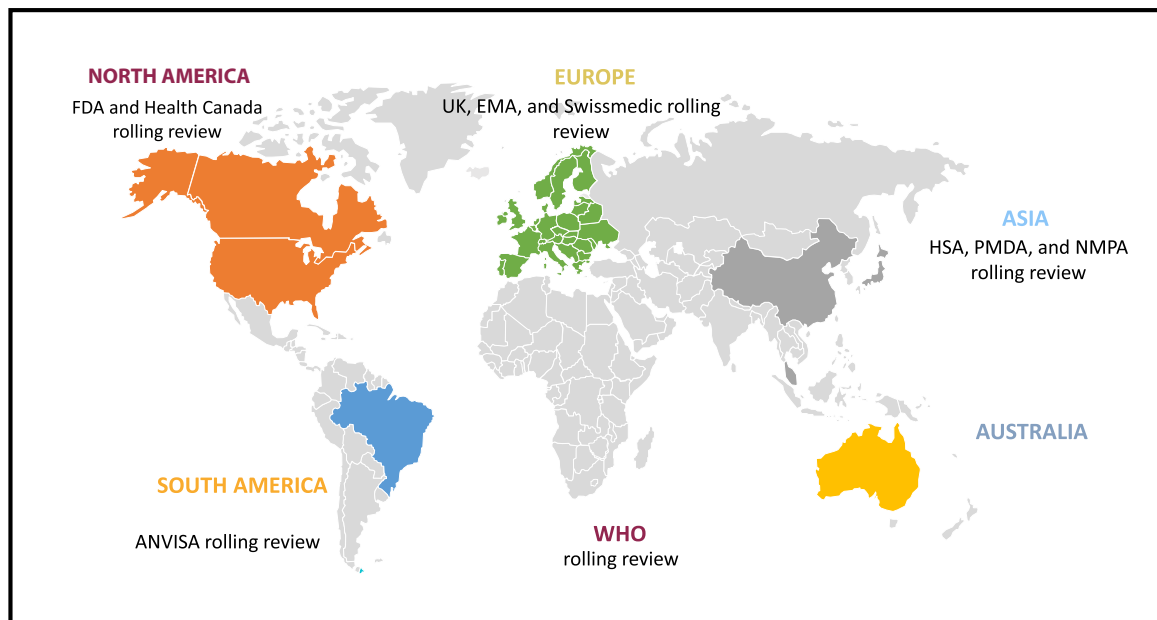 NORTH AMERICA
FDA and Health Canada
rolling review
EUROPE
UK, EMA, and Swissmedic rolling
review
ASIA
HSA, PMDA, and NMPA
rolling review
AUSTRALIA
SOUTH AMERICA
ANVISA rolling review
WHO
rolling review